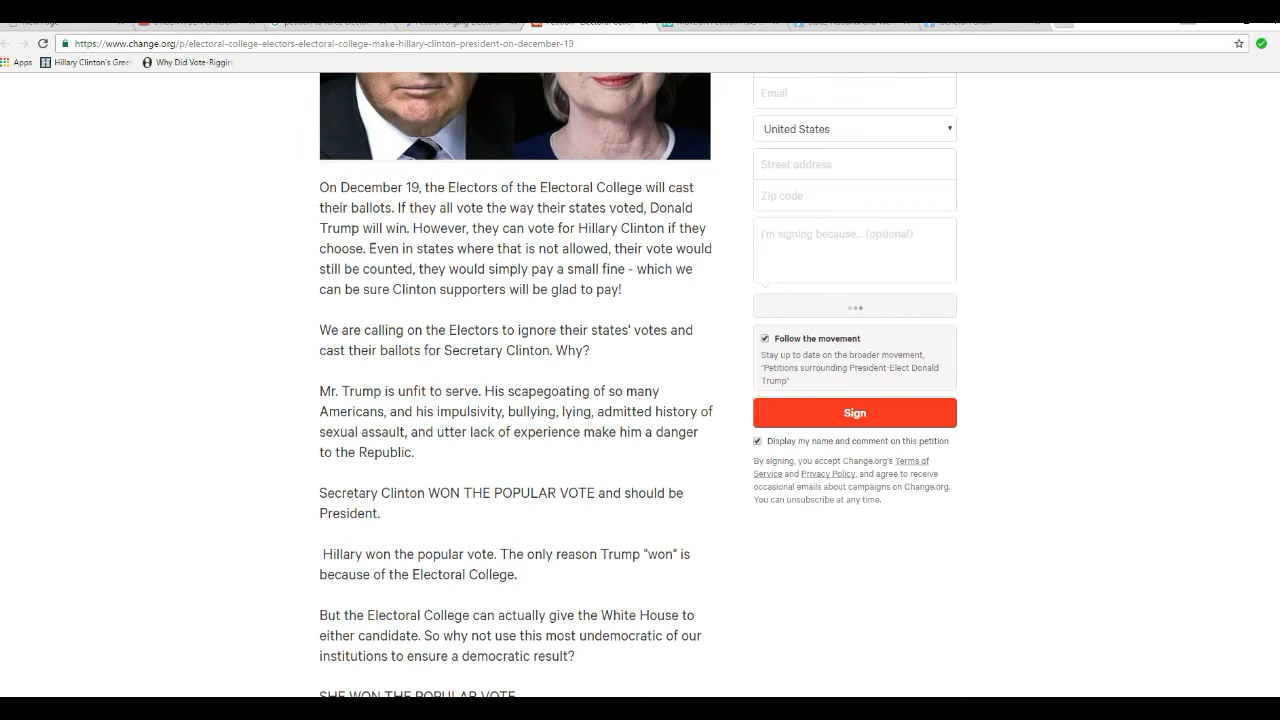 https://www.change.org/p/electoral-college-electors-electoral-college-make-hillary-clinton-president-on-december-19
Apps Hillary Clinton's Gree Why Did Vote-Riggin
On December 19, the Electors of the Electoral College will cast
their ballots. If they all vote the way their states voted, Donald
Trump will win. However, they can vote for Hillary Clinton if they
choose. Even in states where that is not allowed, their vote would
still be counted, they would simply pay a small fine - which we
can be sure Clinton supporters will be glad to pay!
We are calling on the Electors to ignore their states' votes and
cast their ballots for Secretary Clinton. Why?
Mr. Trump is unfit to serve. His scapegoating of so many
Americans, and his impulsivity, bullying, lying, admitted history of
sexual assault, and utter lack of experience make him a danger
to the Republic.
Secretary Clinton WON THE POPULAR VOTE and should be
President.
Hillary won the popular vote. The only reason Trump "won" is
because of the Electoral College.
But the Electoral College can actually give the White House to
either candidate. So why not use this most undemocratic of our
institutions to ensure a democratic result?
SHE WON THE POPULAR VOTE
Email
United States
Street address
Zip code
I'm signing because... (optional)
Follow the movement
Stay up to date on the broader movement,
"Petitions surrounding President-Elect Donald
Trump"
Sign
Display my name and comment on this petition
By signing, you accept Change.org's Terms of
Service and Privacy Policy, and agree to receive
occasional emails about campaigns on Change.org.
You can unsubscribe at any time.